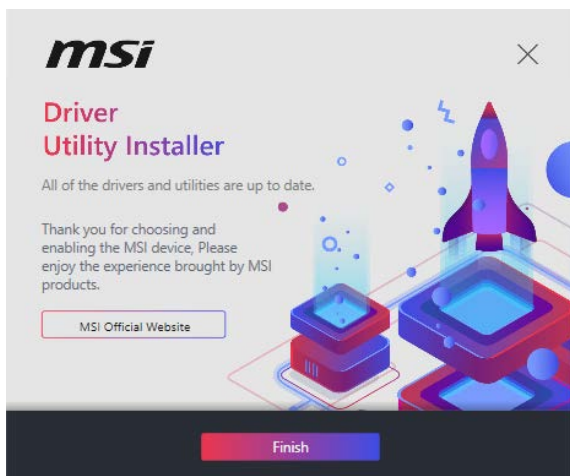 msi
Driver
Utility Installer
All of the drivers and utilities are up to date.
Thank you for choosing and
enabling the MSI device, Please
enjoy the experience brought by MSI
products.
MSI Official Website
Finish